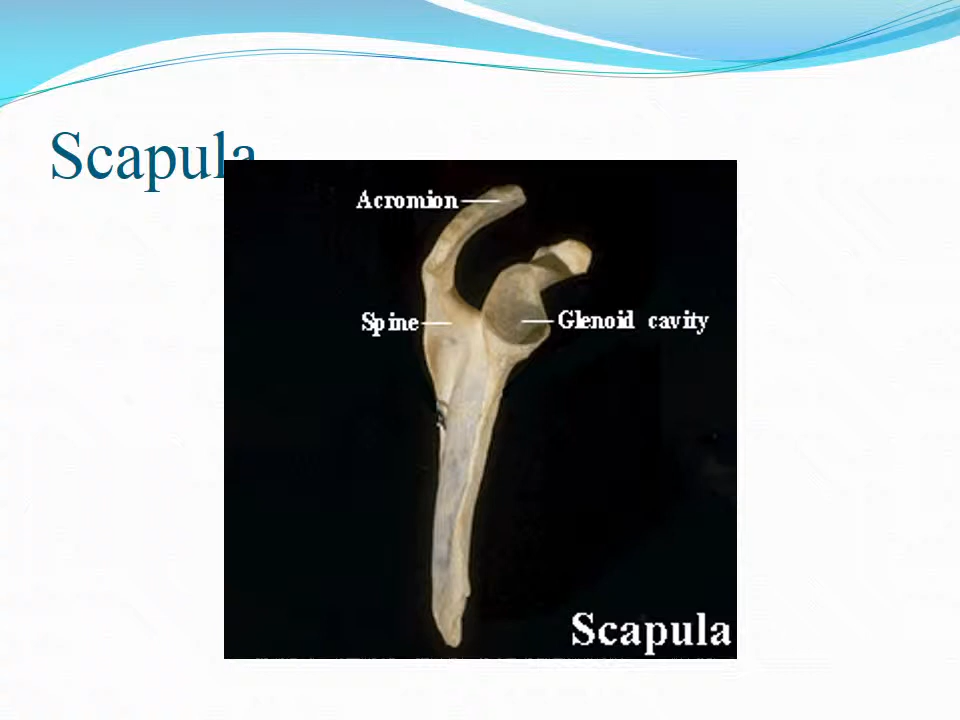 Scapula
Acromion
Spine
Glenoid cavity
Scapula